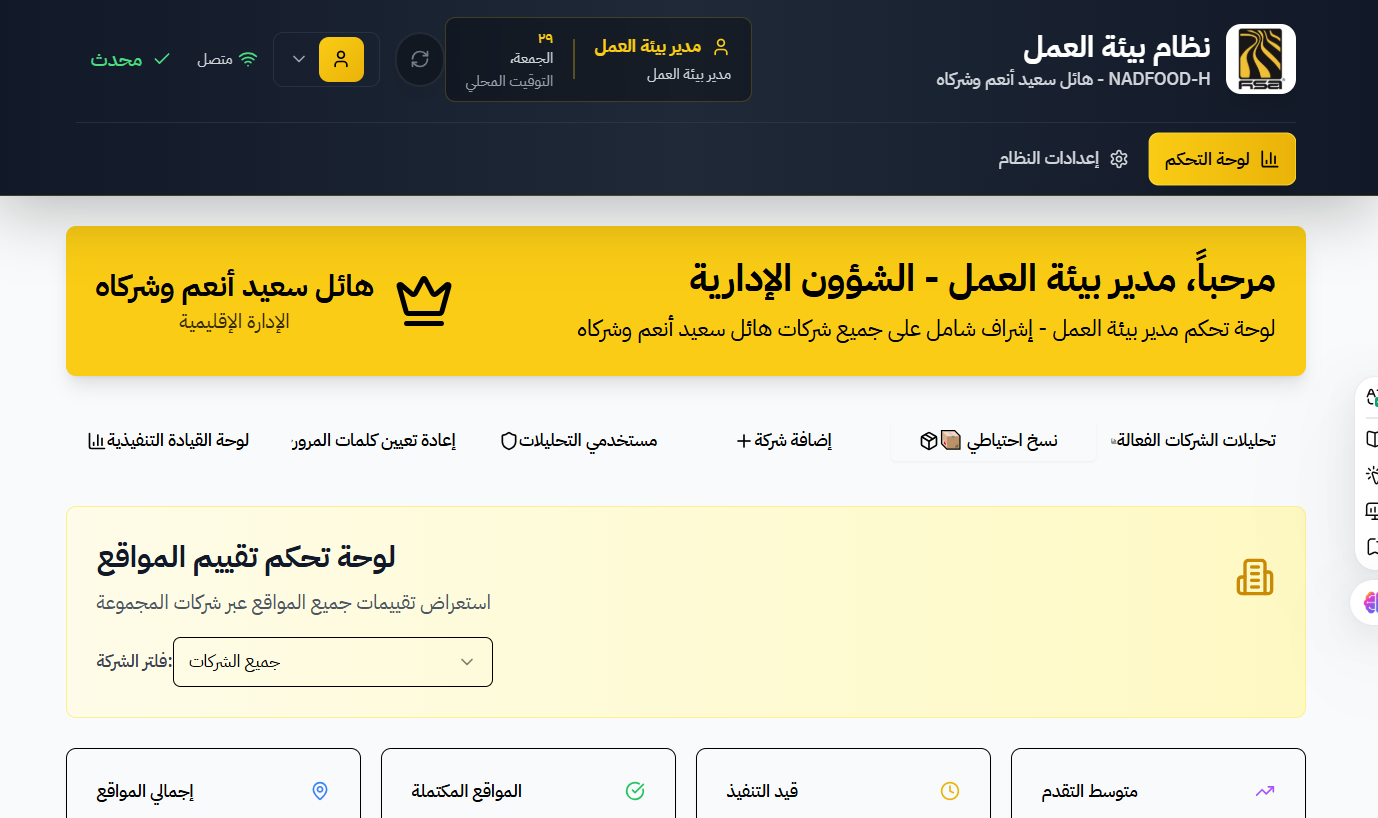 نظام بيئة العمل
NADFOOD-H - هائل سعيد أنعم وشركاه
HSA
مدير بيئة العمل
مدير بيئة العمل
٢٩
الجمعة،
التوقيت المحلي
متصل
محدث
لوحة التحكم
إعدادات النظام
مرحباً، مدير بيئة العمل - الشؤون الإدارية
لوحة تحكم مدير بيئة العمل - إشراف شامل على جميع شركات هائل سعيد أنعم وشركاه
هائل سعيد أنعم وشركاه
الإدارة الإقليمية
تحليلات الشركات الفعالة
نسخ احتياطي
إضافة شركة
مستخدمي التحليلات
إعادة تعيين كلمات المرور
لوحة القيادة التنفيذية
لوحة تحكم تقييم المواقع
استعراض تقييمات جميع المواقع عبر شركات المجموعة
فلتر الشركة:
جميع الشركات
متوسط التقدم
قيد التنفيذ
المواقع المكتملة
إجمالي المواقع